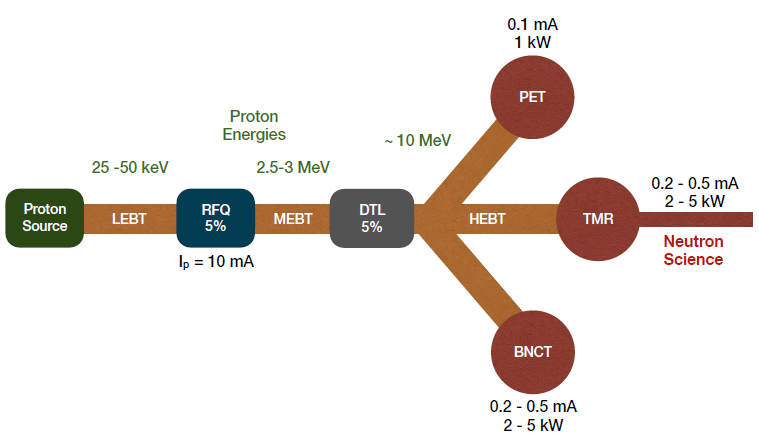 0.1 mA
1 kW
PET
Proton
Energies
~ 10 MeV
25 -50 keV
2.5-3 MeV
Proton
Source
LEBT
RFQ
5%
MEBT
DTL
5%
HEBT
TMR
0.2 - 0.5 mA
2 - 5 kW
Neutron
Science
Ip = 10 mA
BNCT
0.2 - 0.5 mA
2 - 5 kW